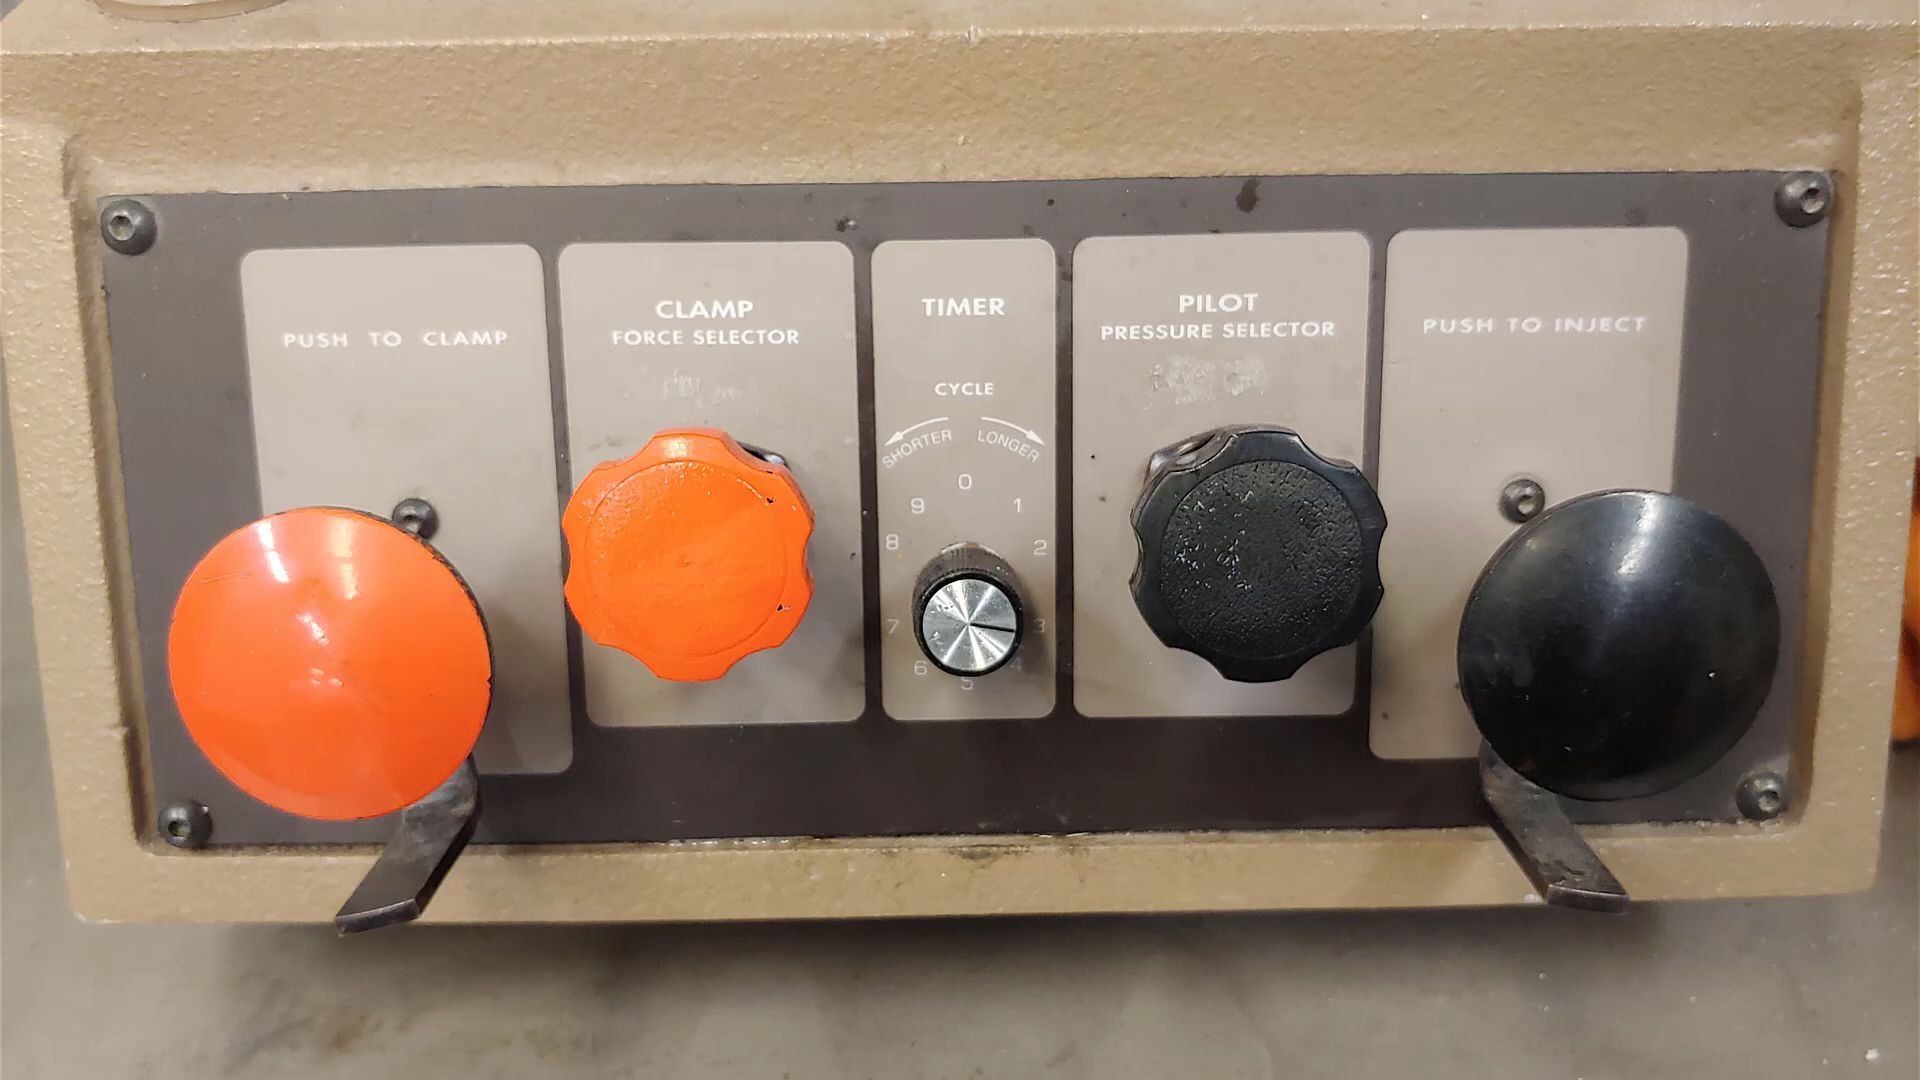 PUSH TO CLAMP
CLAMP
FORCE SELECTOR
TIMER
CYCLE
SHORTER LONGER
0
1
2
3
4
5
6
7
8
9
PILOT
PRESSURE SELECTOR
PUSH TO INJECT